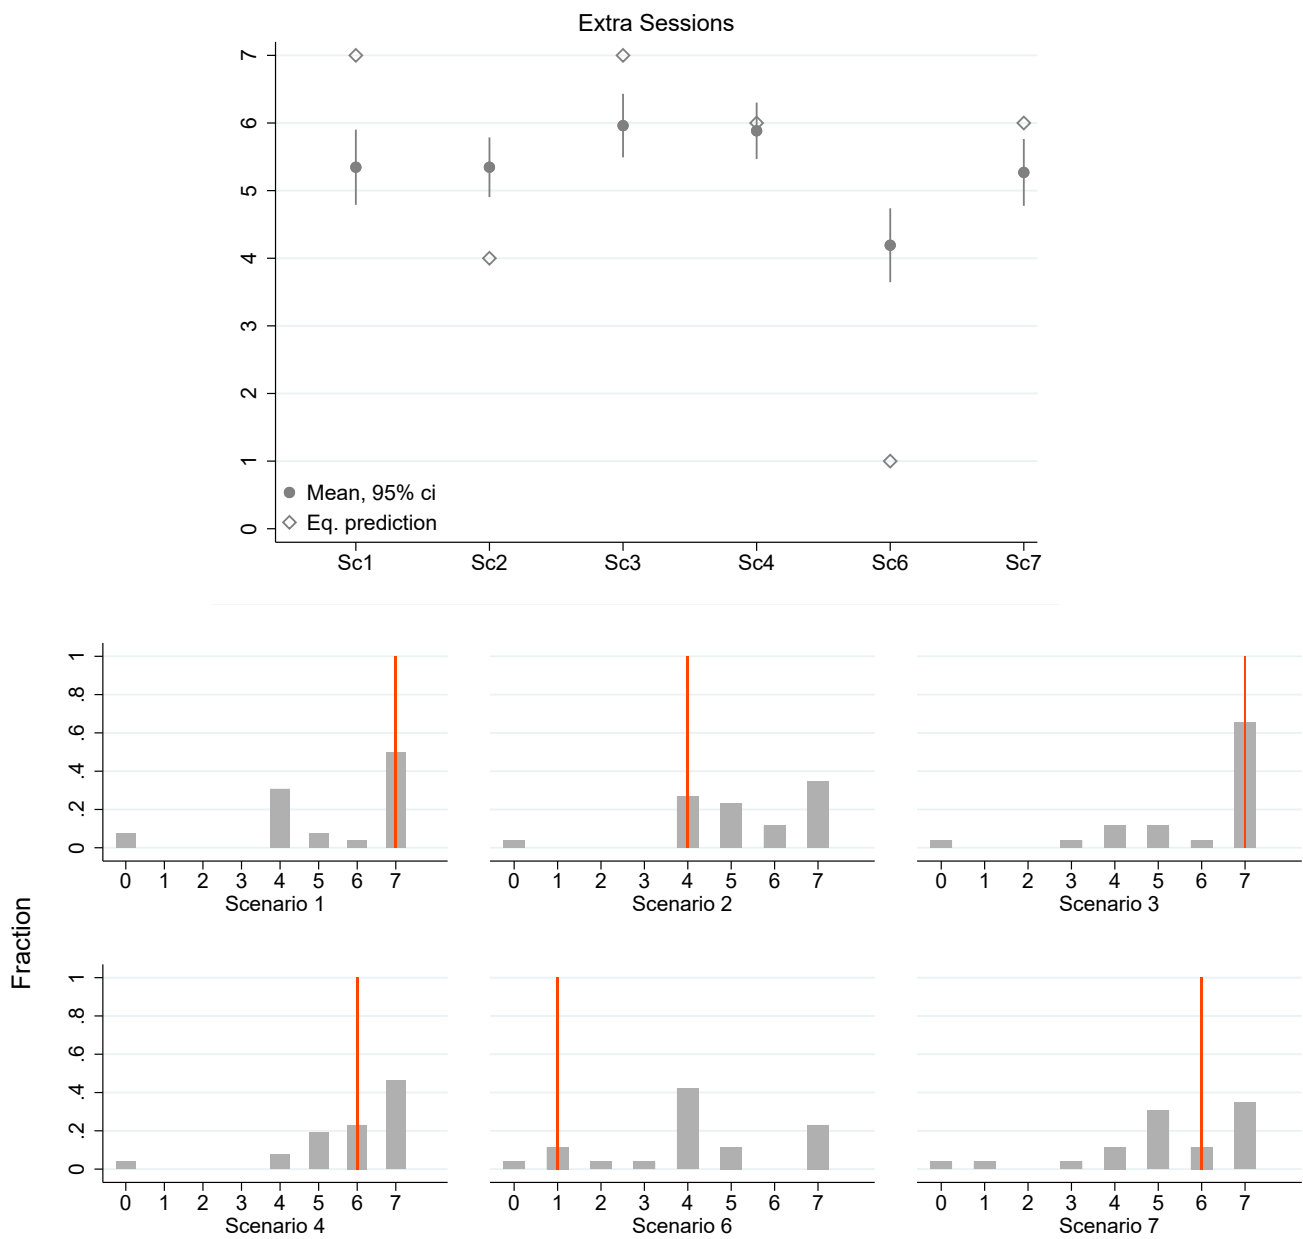 Extra Sessions
7
6
5
4
3
2
1
0
Mean, 95% ci
Eq. prediction
Sc1 Sc2 Sc3 Sc4 Sc6 Sc7
Fraction
1
.8
.6
.4
.2
0
0 1 2 3 4 5 6 7
Scenario 1
0 1 2 3 4 5 6 7
Scenario 2
0 1 2 3 4 5 6 7
Scenario 3
1
.8
.6
.4
.2
0
0 1 2 3 4 5 6 7
Scenario 4
0 1 2 3 4 5 6 7
Scenario 6
0 1 2 3 4 5 6 7
Scenario 7